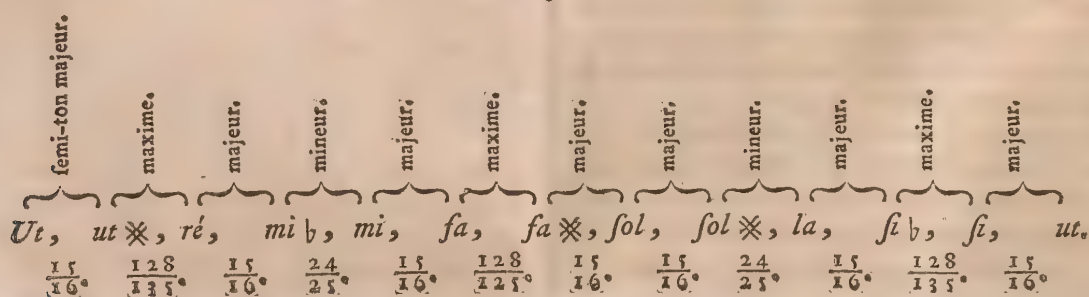 ſemi-ton majeur. maxime. majeur. mineur. majeur. maxime. majeur. majeur. mineur. majeur. maxime. majeur.
Ut, ut ※, ré, mi ♭, mi, fa, fa ※, ſol, ſol ※, la, ſi ♭, ſi, ut.
15/16. 128/135. 15/16. 24/25. 15/16. 128/125. 15/16. 15/16. 24/25. 15/16. 128/135. 15/16.